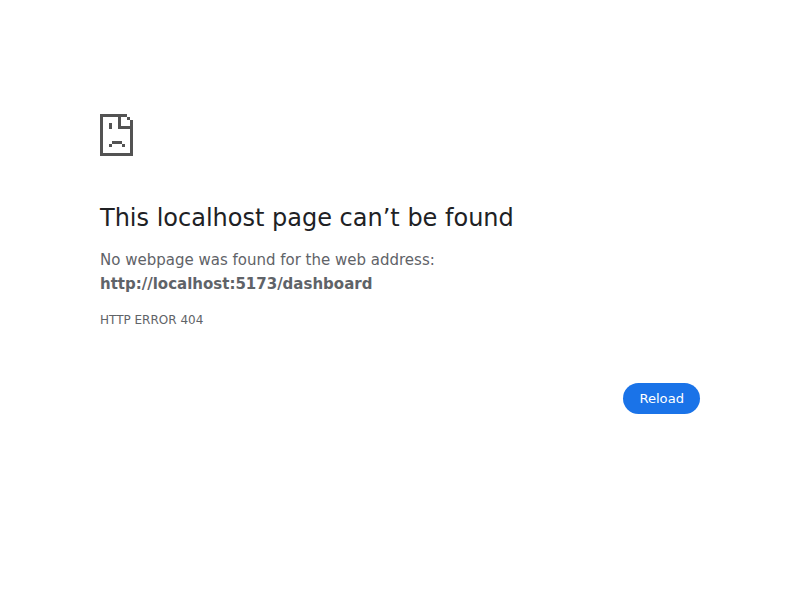 This localhost page can’t be found
No webpage was found for the web address:
http://localhost:5173/dashboard
HTTP ERROR 404
Reload